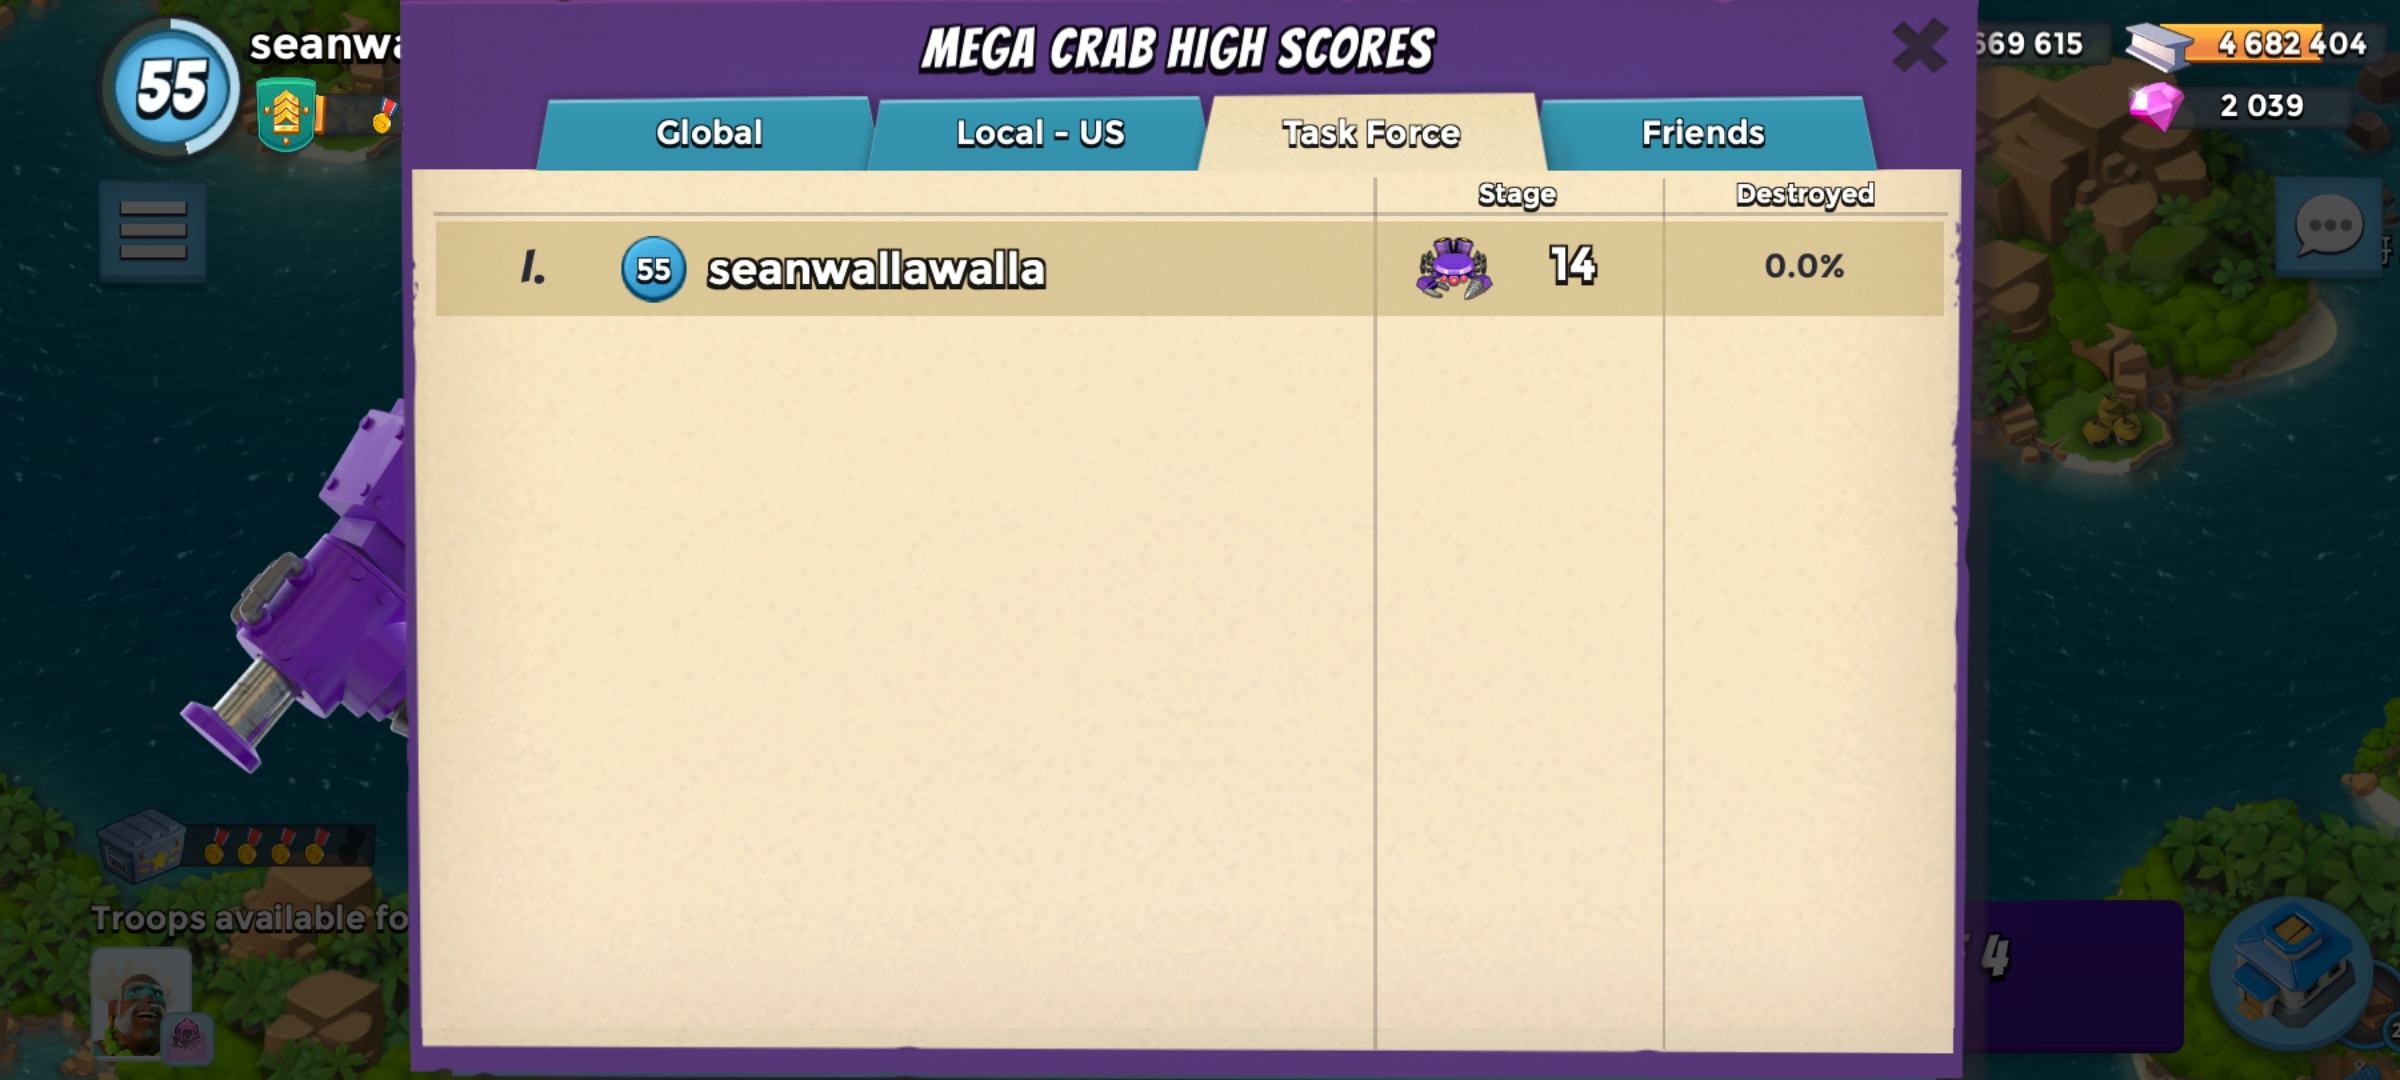 55
seanwa
MEGA CRAB HIGH SCORES
669 615
4 682 404
2 039
Global
Local - US
Task Force
Friends
Stage
Destroyed
1.
55
seanwallawalla
14
0.0%
Troops available fo
4